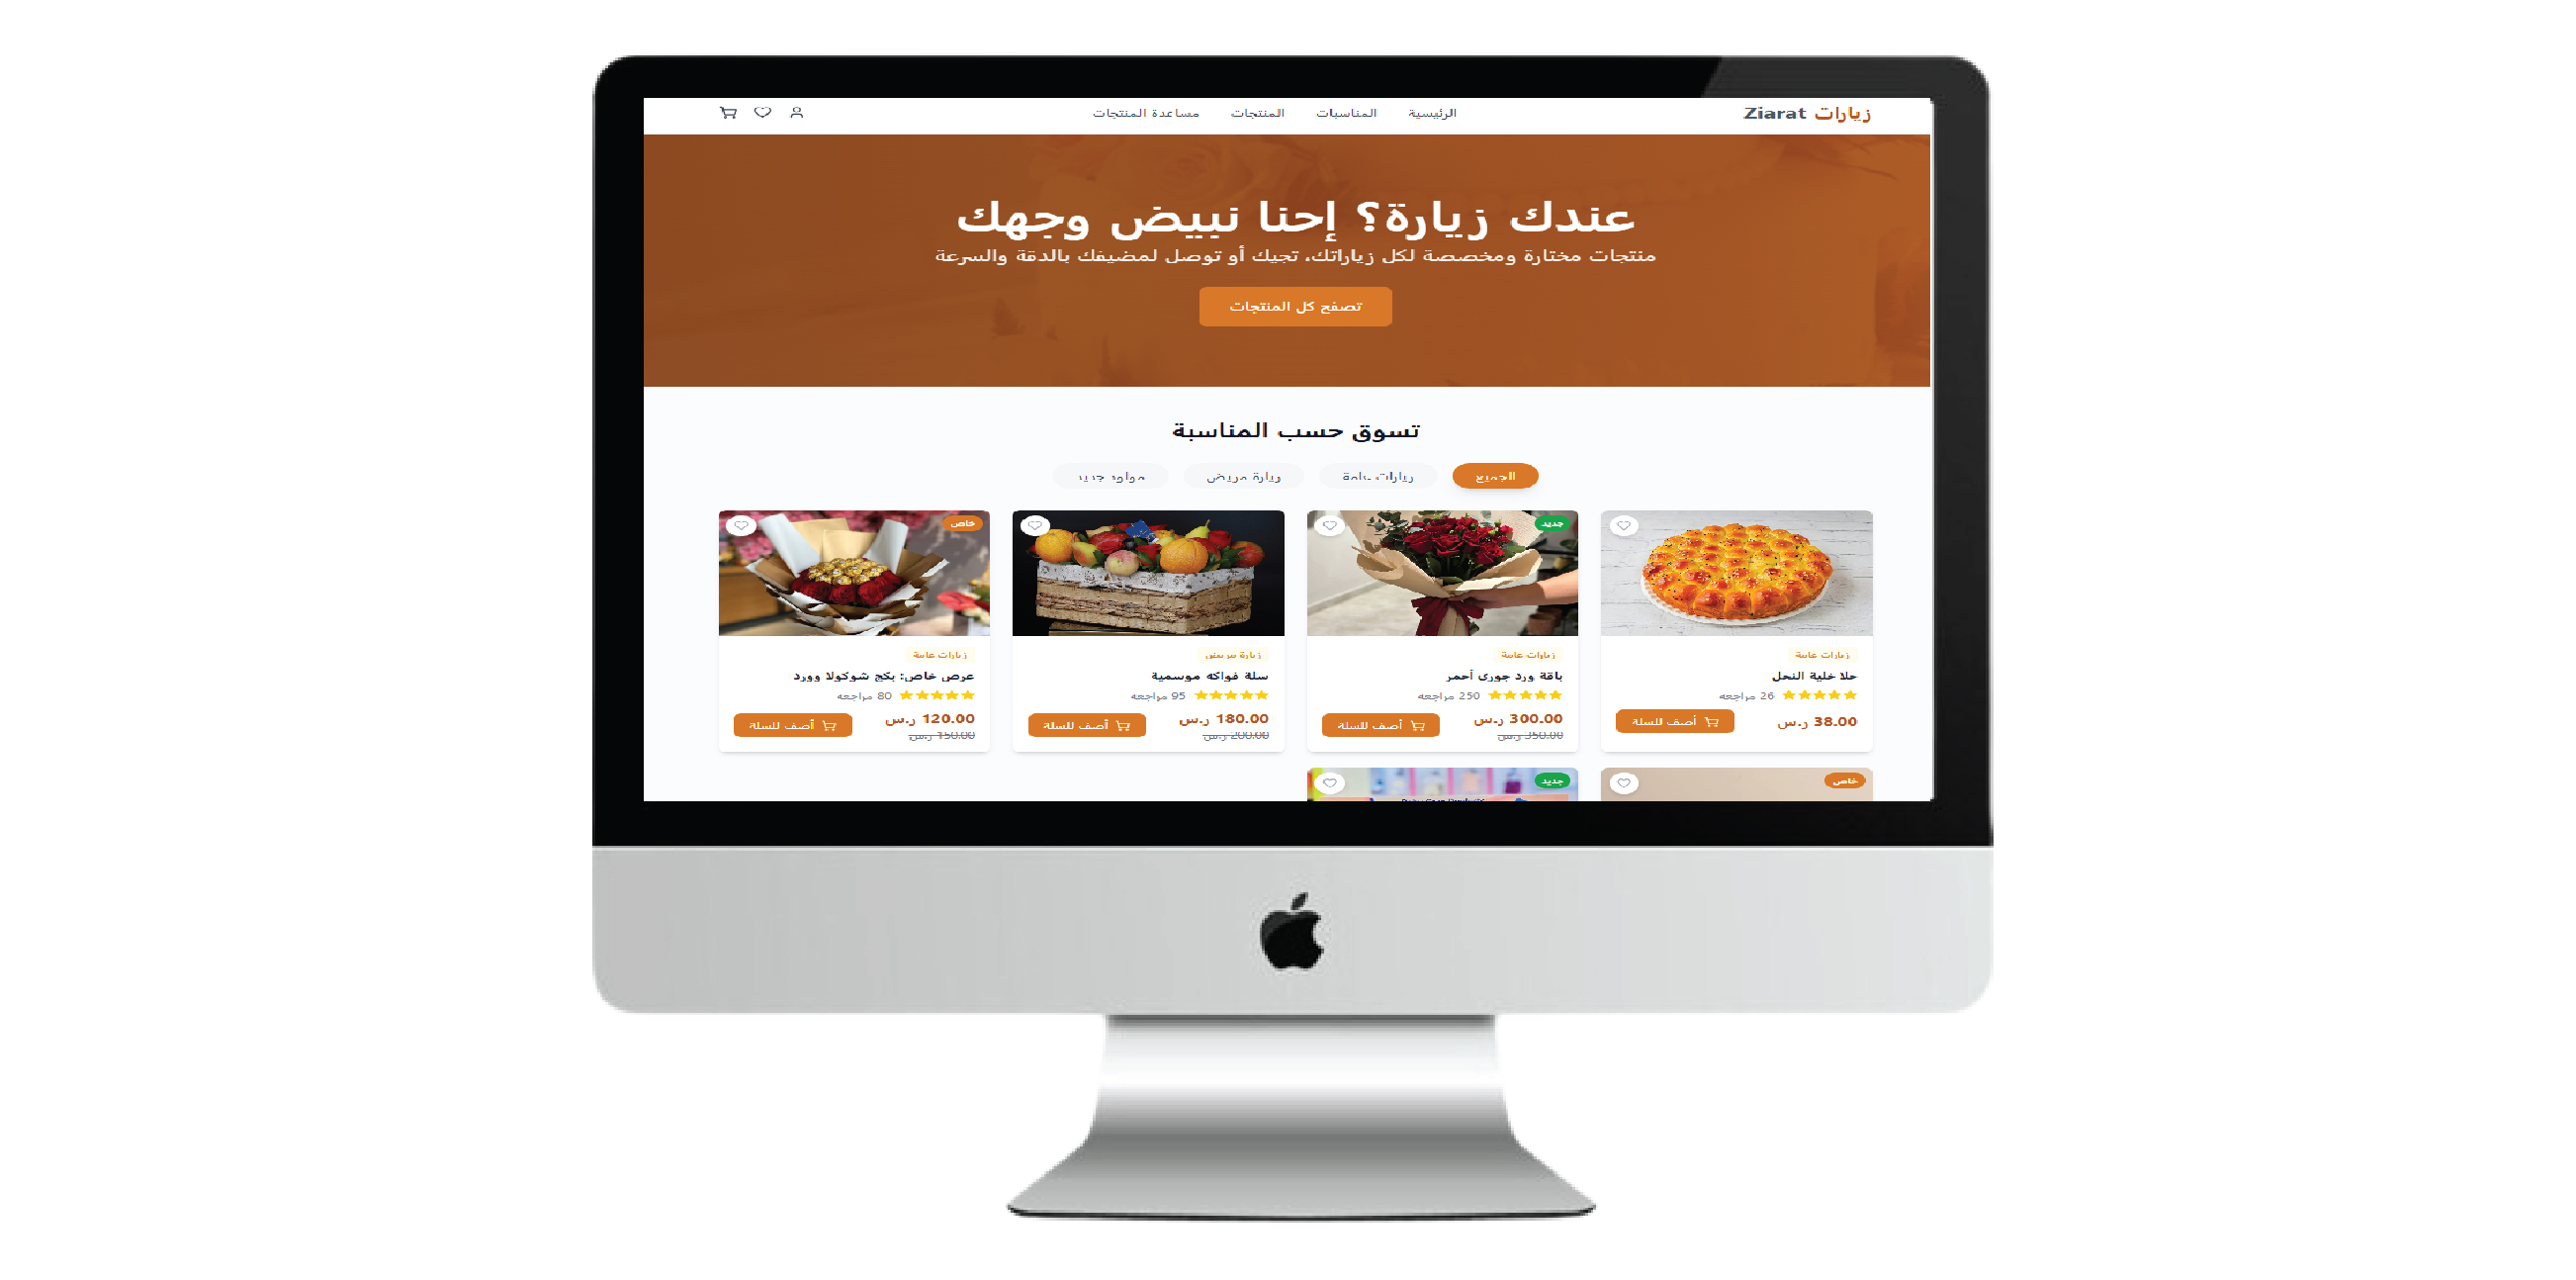 زيارات Ziarat
الرئيسية
المناسبات
المنتجات
مساعدة المنتجات
عندك زيارة؟ إحنا نبيض وجهك
منتجات مختارة ومخصصة لكل زياراتك، تجيك أو توصل لمضيفك بالدقة والسرعة
تصفح كل المنتجات
تسوق حسب المناسبة
الجميع
زيارات عامة
زيارة مريض
مولود جديد
زيارات عامة
حلا خلية النحل
26 مراجعة
38.00 ر.س
أضف للسلة
جديد
زيارات عامة
باقة ورد جوري أحمر
250 مراجعة
300.00 ر.س
350.00 ر.س
أضف للسلة
زيارة مريض
سلة فواكه موسمية
95 مراجعة
180.00 ر.س
200.00 ر.س
أضف للسلة
خاص
زيارات عامة
عرض خاص: بكج شوكولا وورد
80 مراجعة
120.00 ر.س
150.00 ر.س
أضف للسلة
خاص
جديد